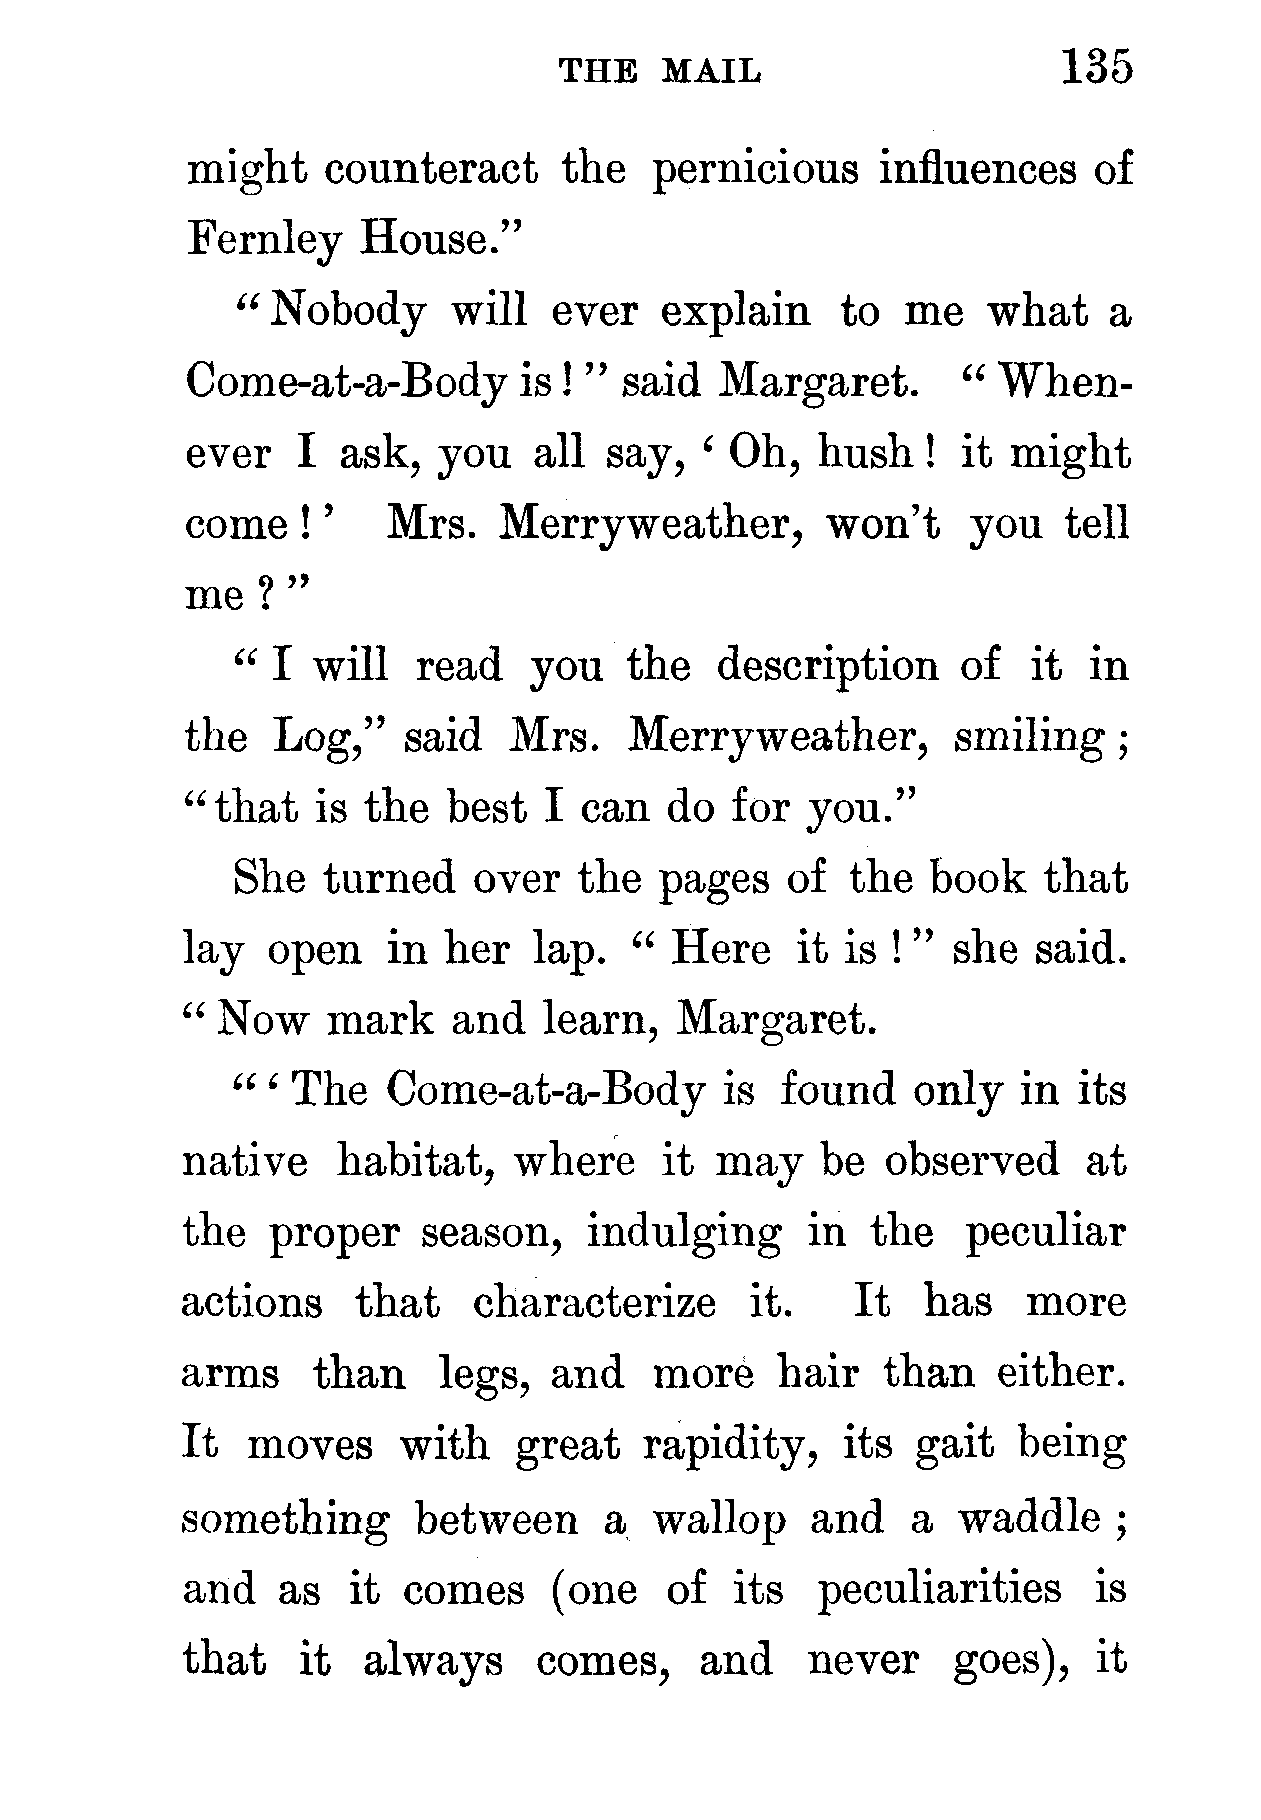 THE MAIL 135
might counteract the pernicious influences of
Fernley House.”
“ Nobody will ever explain to me what a
Come-at-a-Body is ! ” said Margaret. “ When-
ever I ask, you all say, ‘ Oh, hush ! it might
come ! ’ Mrs. Merryweather, won’t you tell
me ? ”
“ I will read you the description of it in
the Log,” said Mrs. Merryweather, smiling ;
“that is the best I can do for you.”
She turned over the pages of the book that
lay open in her lap. “ Here it is ! ” she said.
“ Now mark and learn, Margaret.
“ ‘ The Come-at-a-Body is found only in its
native habitat, where it may be observed at
the proper season, indulging in the peculiar
actions that characterize it. It has more
arms than legs, and more hair than either.
It moves with great rapidity, its gait being
something between a wallop and a waddle ;
and as it comes (one of its peculiarities is
that it always comes, and never goes), it